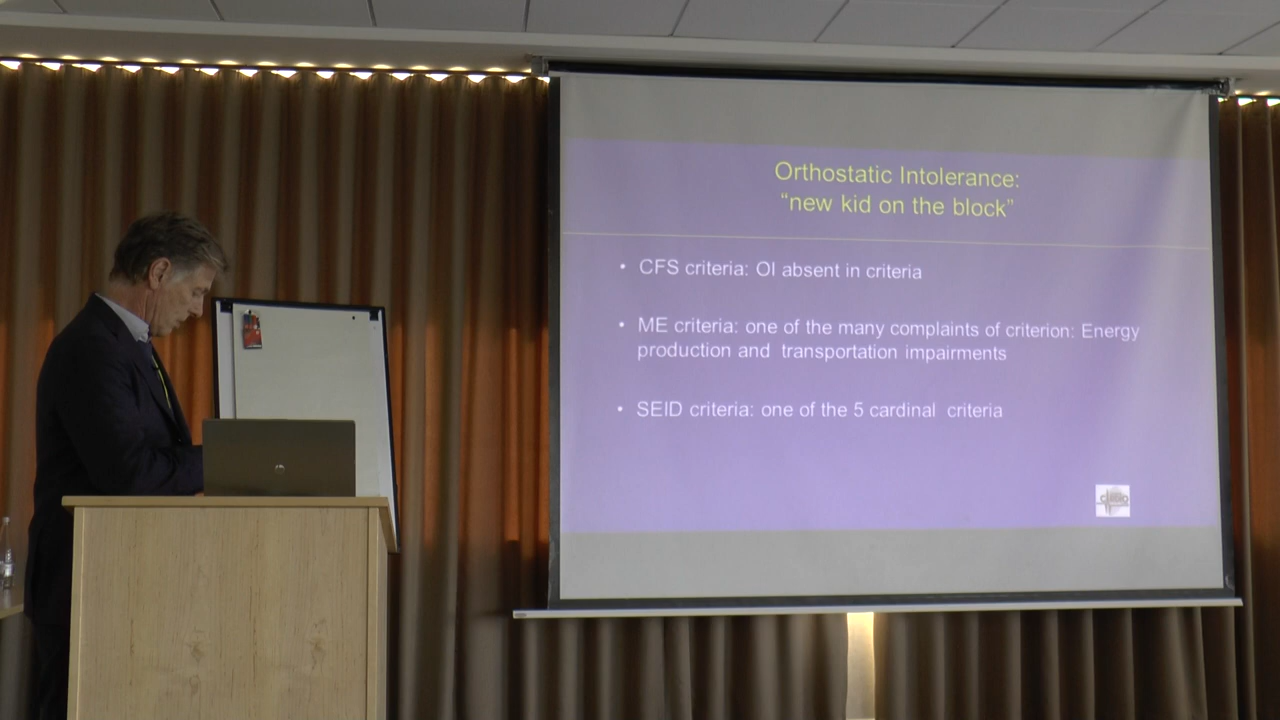 Orthostatic Intolerance:
“new kid on the block”
• CFS criteria: OI absent in criteria
• ME criteria: one of the many complaints of criterion: Energy
production and transportation impairments
• SEID criteria: one of the 5 cardinal criteria